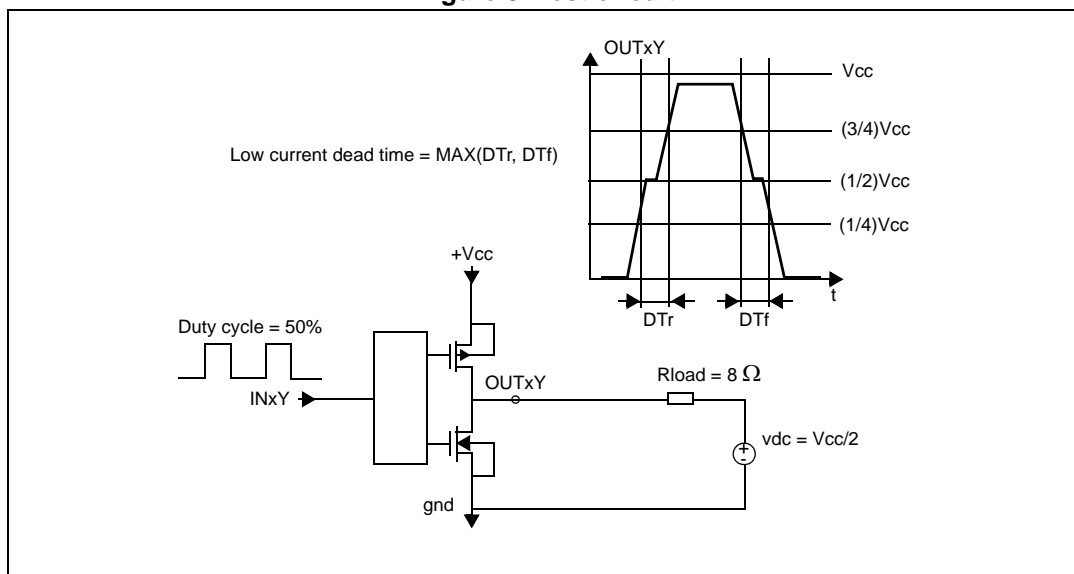 OUTxY
Vcc
(3/4)Vcc
Low current dead time = MAX(DTr, DTf)
(1/2)Vcc
(1/4)Vcc
+Vcc
t
DTr
DTf
Duty cycle = 50%
OUTxY
Rload = 8 Ω
INxY
vdc = Vcc/2
+
-
gnd